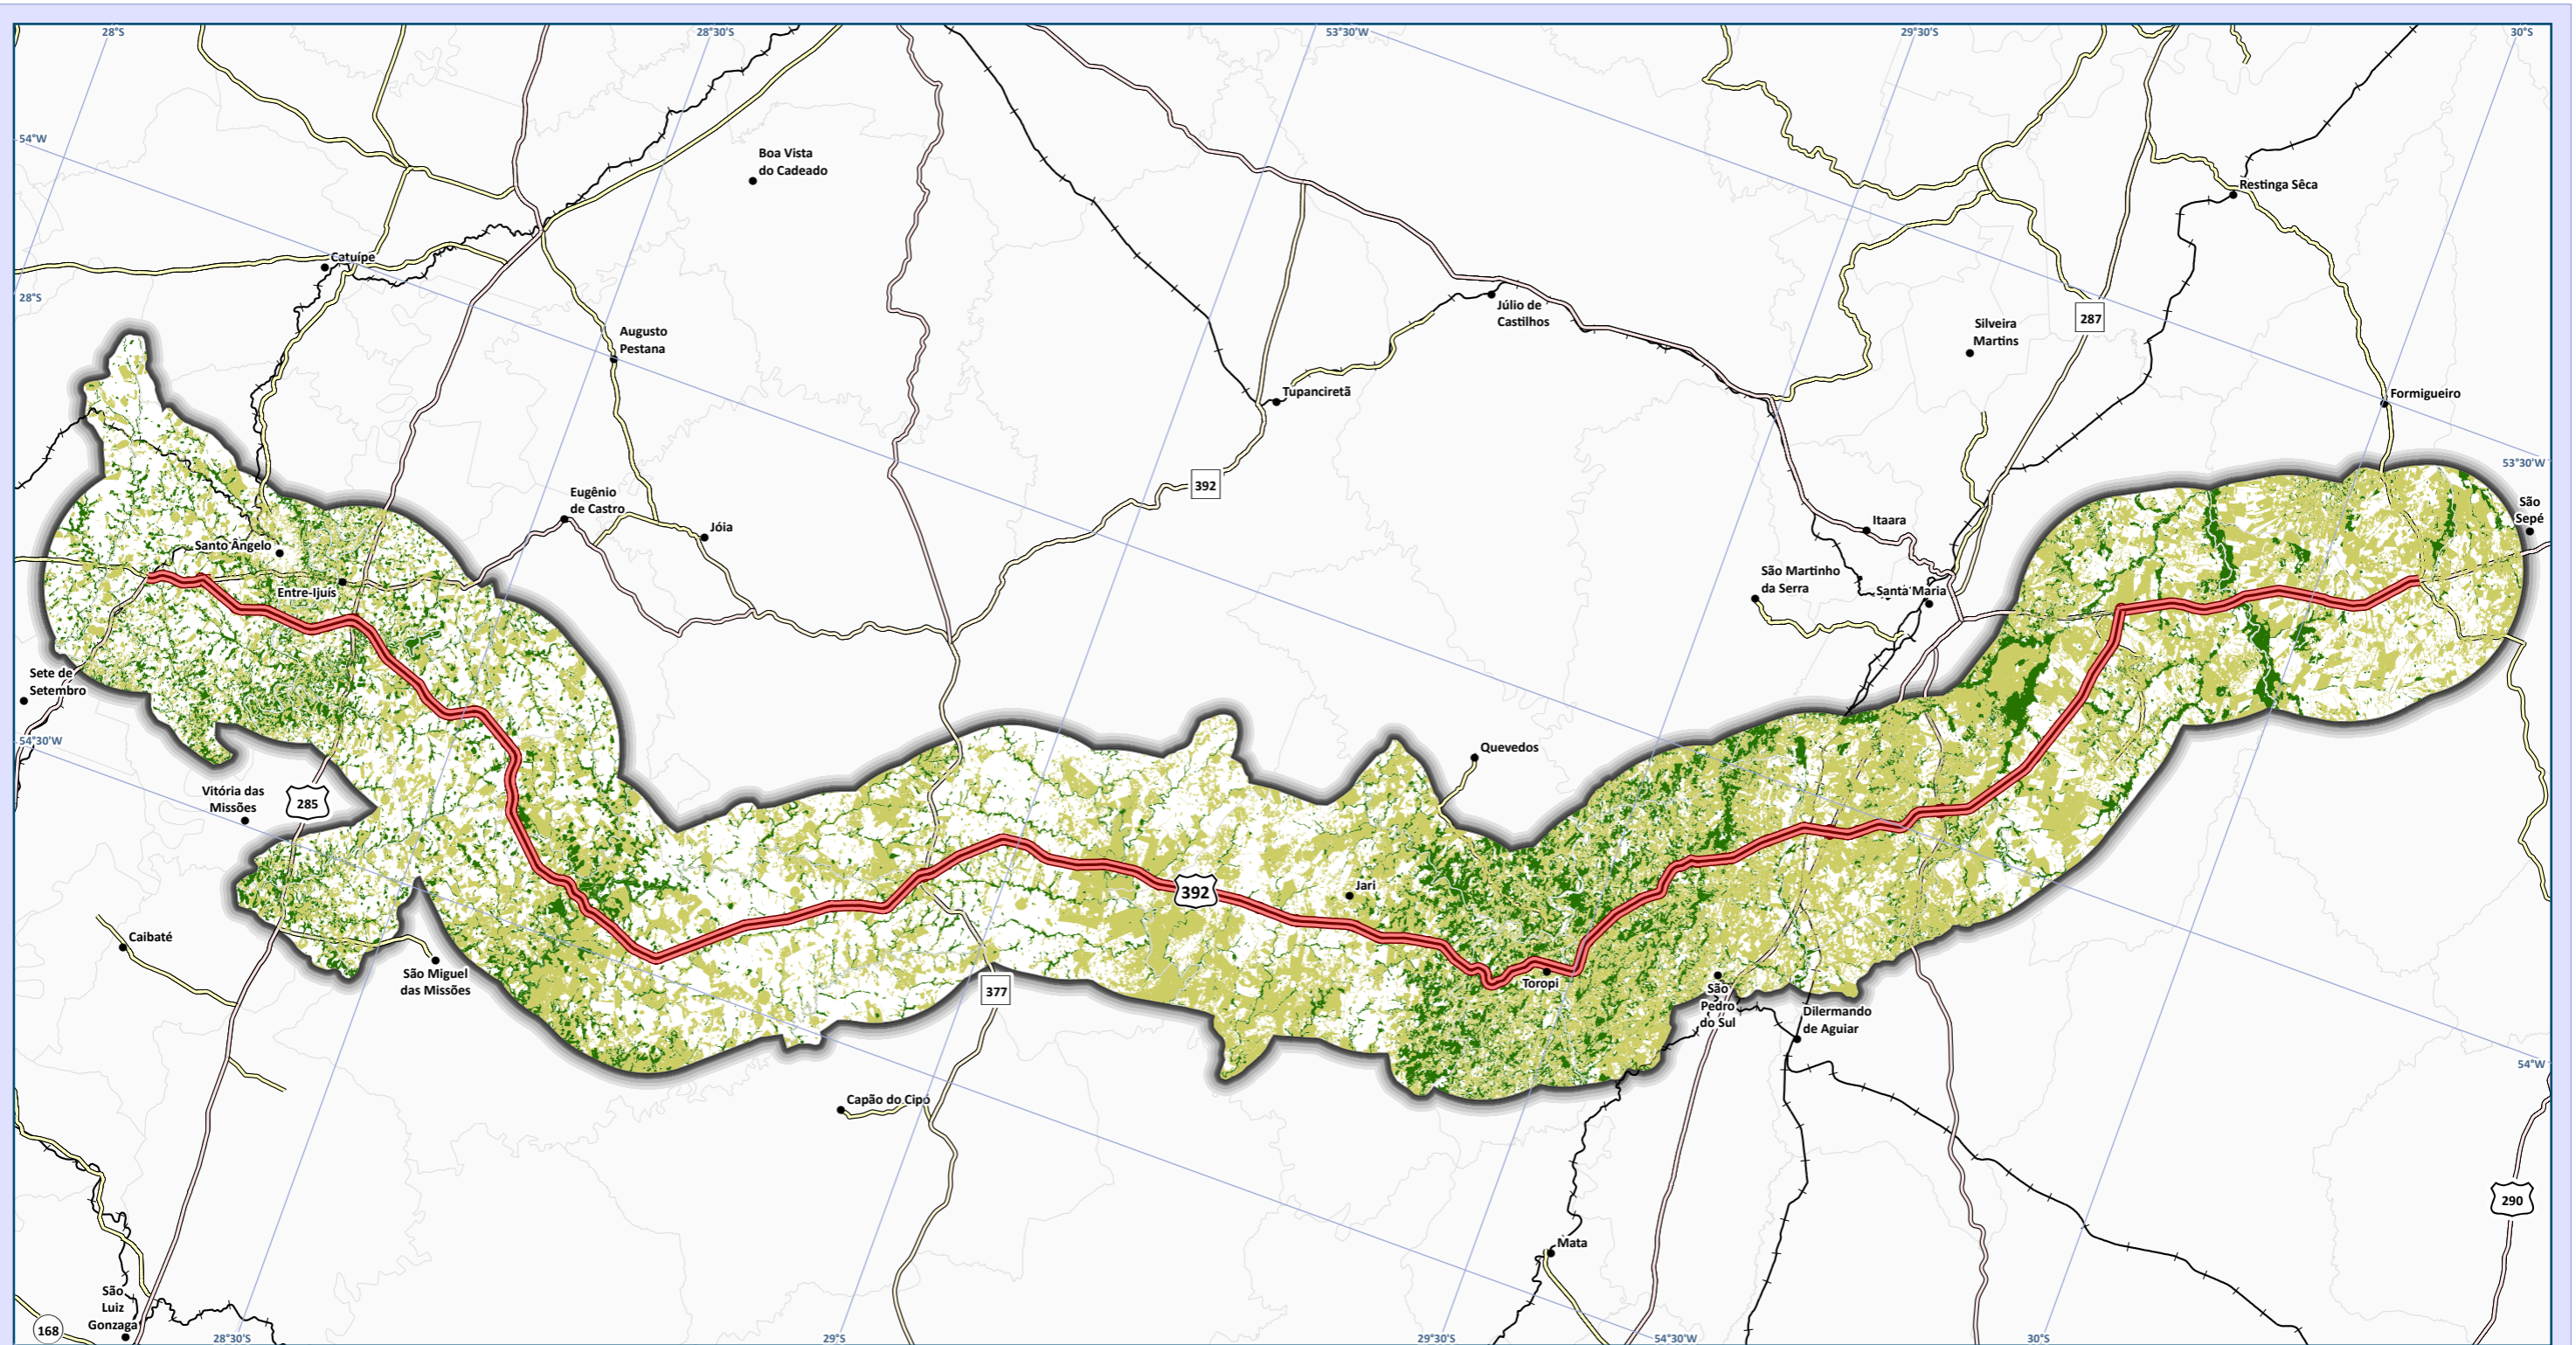 28°S
28°30'S
53°30'W
29°30'S
30°S
54°W
Boa Vista
do Cadeado
Restinga Sêca
Catuípe
28°S
Júlio de
Castilhos
287
Augusto
Pestana
Silveira
Martins
Tupanciretã
Formigueiro
53°30'W
392
Eugênio
de Castro
Jóia
São
Sepé
Itaara
Santo Ângelo
Entre-Ijuís
São Martinho
da Serra
Santa Maria
Sete de
Setembro
54°30'W
Quevedos
Vitória das
Missões
285
392
Jari
Caibaté
São Miguel
das Missões
377
Toropi
São
Pedro
do Sul
Dilermando
de Aguiar
54°W
Capão do Cipó
290
Mata
São
Luiz
Gonzaga
168
28°30'S
29°S
29°30'S
54°30'W
30°S